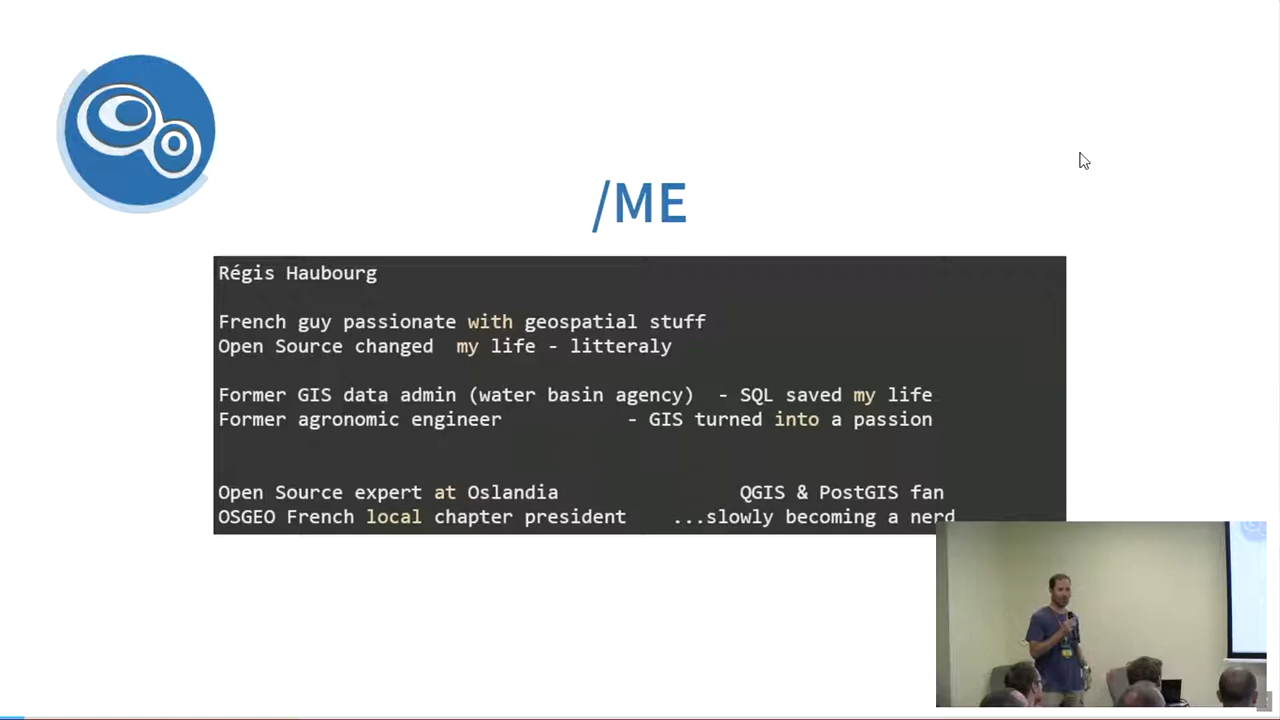 /ME
Régis Haubourg
French guy passionate with geospatial stuff
Open Source changed  my life - litteraly
Former GIS data admin (water basin agency)  - SQL saved my life
Former agronomic engineer           - GIS turned into a passion
Open Source expert at Oslandia                QGIS & PostGIS fan
OSGEO French local chapter president    ...slowly becoming a nerd